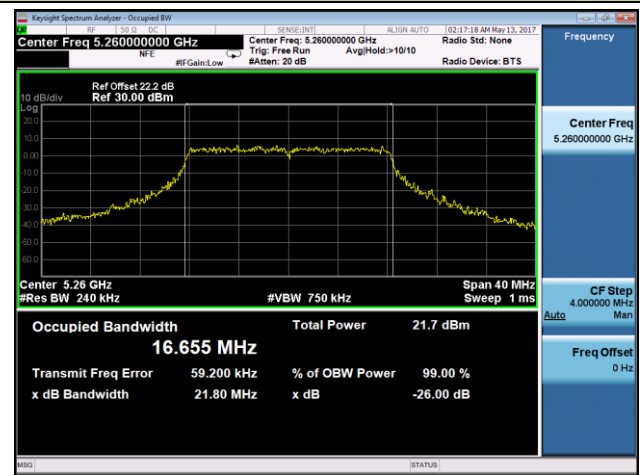 Keysight Spectrum Analyzer - Occupied BW
RF 50 Ω DC SENSE:INT ALIGN AUTO 02:17:18 AM May 13, 2017
Center Freq 5.260000000 GHz Center Freq: 5.260000000 GHz Radio Std: None Frequency
NFE Trig: Free Run Avg|Hold:>10/10
#IFGain:Low #Atten: 20 dB Radio Device: BTS
Ref Offset 22.2 dB
10 dB/div Ref 30.00 dBm
Log
20.0
10.0
0.00
-10.0
-20.0
-30.0
-40.0
-50.0
-60.0
Center 5.26 GHz Span 40 MHz
#Res BW 240 kHz #VBW 750 kHz Sweep 1 ms
Occupied Bandwidth Total Power 21.7 dBm
16.655 MHz
Transmit Freq Error 59.200 kHz % of OBW Power 99.00 %
x dB Bandwidth 21.80 MHz x dB -26.00 dB
Center Freq
5.260000000 GHz
CF Step
4.000000 MHz
Auto Man
Freq Offset
0 Hz
MSG STATUS